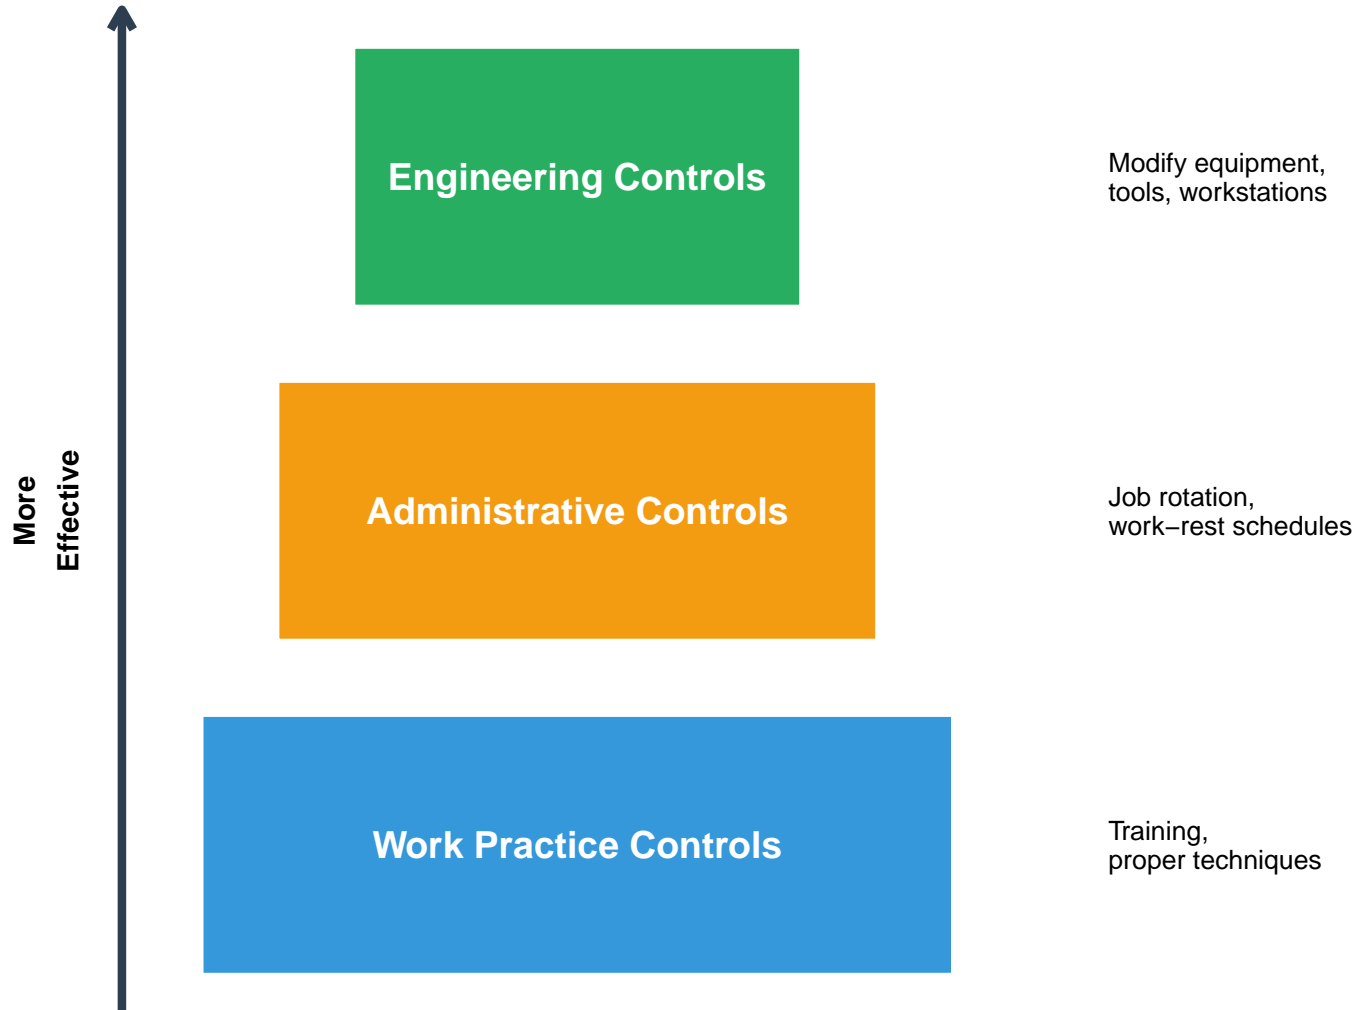 Engineering Controls
Modify equipment,
tools, workstations
More
Effective
Administrative Controls
Job rotation,
work−rest schedules
Work Practice Controls
Training,
proper techniques